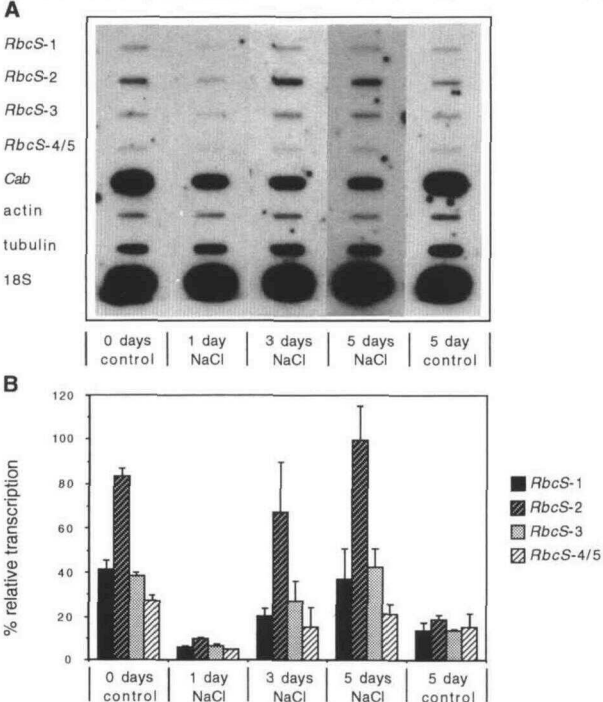 A
RbcS-1
RbcS-2
RbcS-3
RbcS-4/5
Cab
actin
tubulin
18S
0 days 1 day 3 days 5 days 5 day
control NaCl NaCl NaCl control
B
120
100
80
60
40
20
0
% relative transcription
RbcS-1
RbcS-2
RbcS-3
RbcS-4/5
0 days 1 day 3 days 5 days 5 day
control NaCl NaCl NaCl control